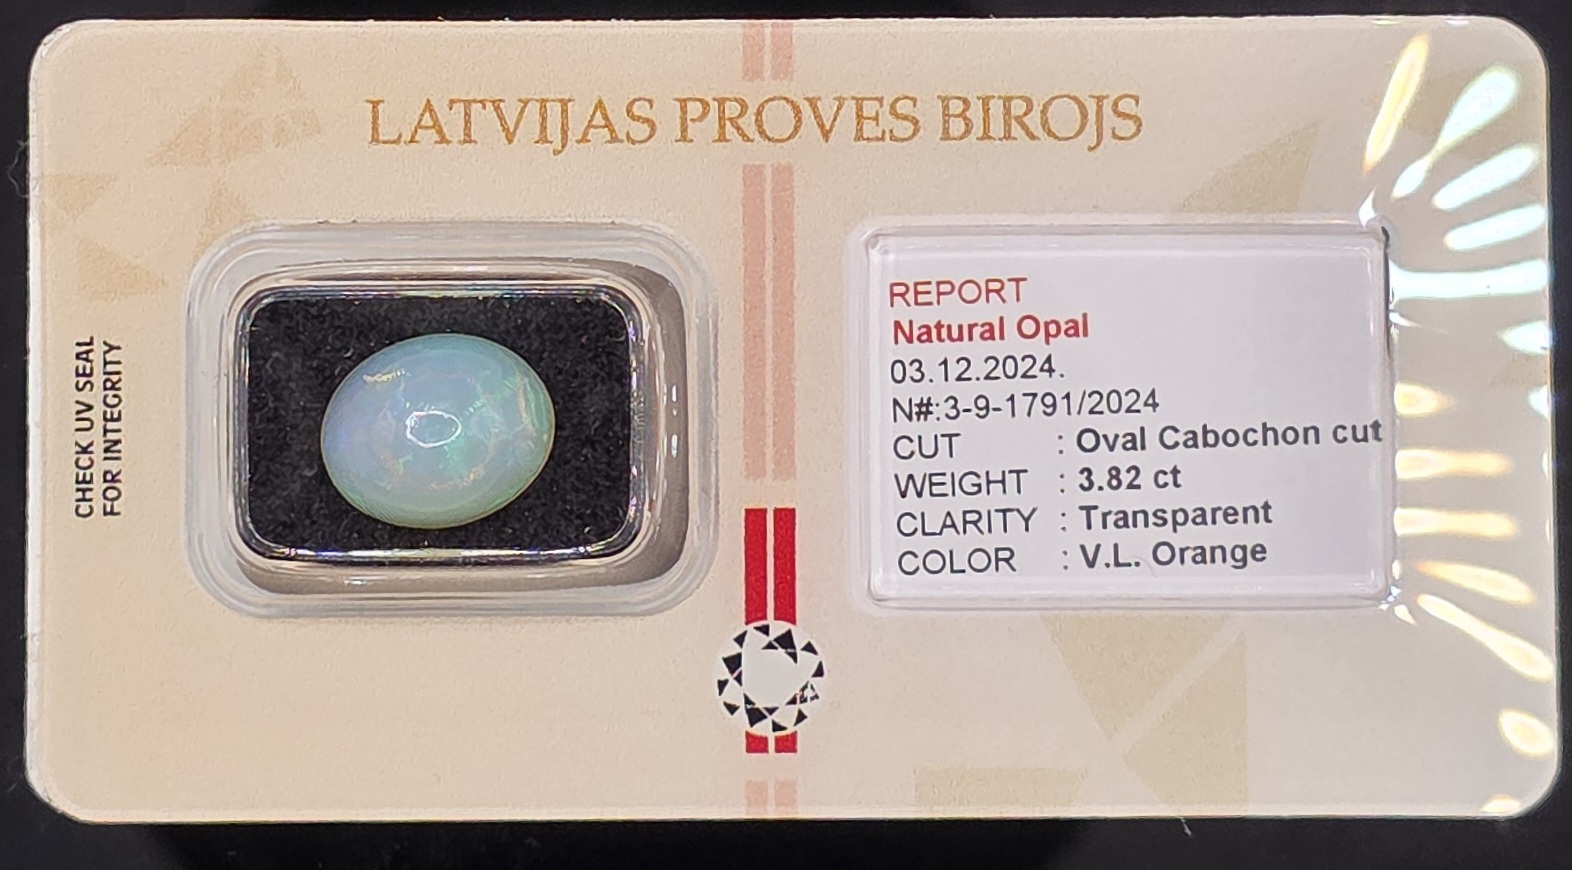 LATVIJAS PROVES BIROJS
CHECK UV SEAL
FOR INTEGRITY
REPORT
Natural Opal
03.12.2024.
N#:3-9-1791/2024
CUT : Oval Cabochon cut
WEIGHT : 3.82 ct
CLARITY : Transparent
COLOR : V.L. Orange